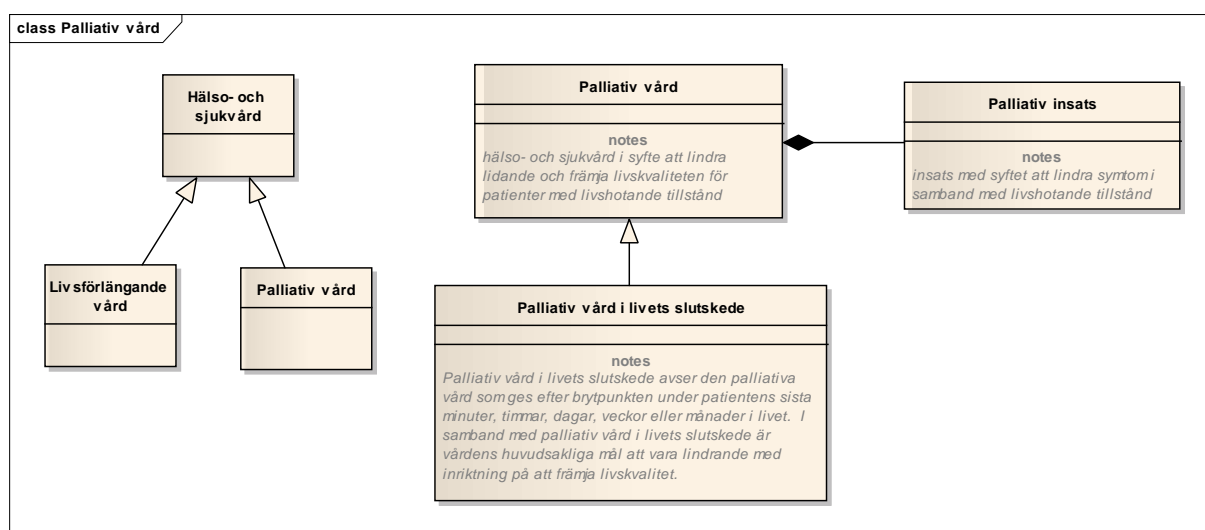 class Palliativ vård
Hälso- och
sjukvård
Livsförlängande
vård
Palliativ vård
Palliativ vård
notes
hälso- och sjukvård i syfte att lindra
lidande och främja livskvaliteten för
patienter med livshotande tillstånd
Palliativ insats
notes
insats med syftet att lindra symtom i
samband med livshotande tillstånd
Palliativ vård i livets slutskede
notes
Palliativ vård i livets slutskede avser den palliativa
vård som ges efter brytpunkten under patientens sista
minuter, timmar, dagar, veckor eller månader i livet. I
samband med palliativ vård i livets slutskede är
vårdens huvudsakliga mål att vara lindrande med
inriktning på att främja livskvalitet.